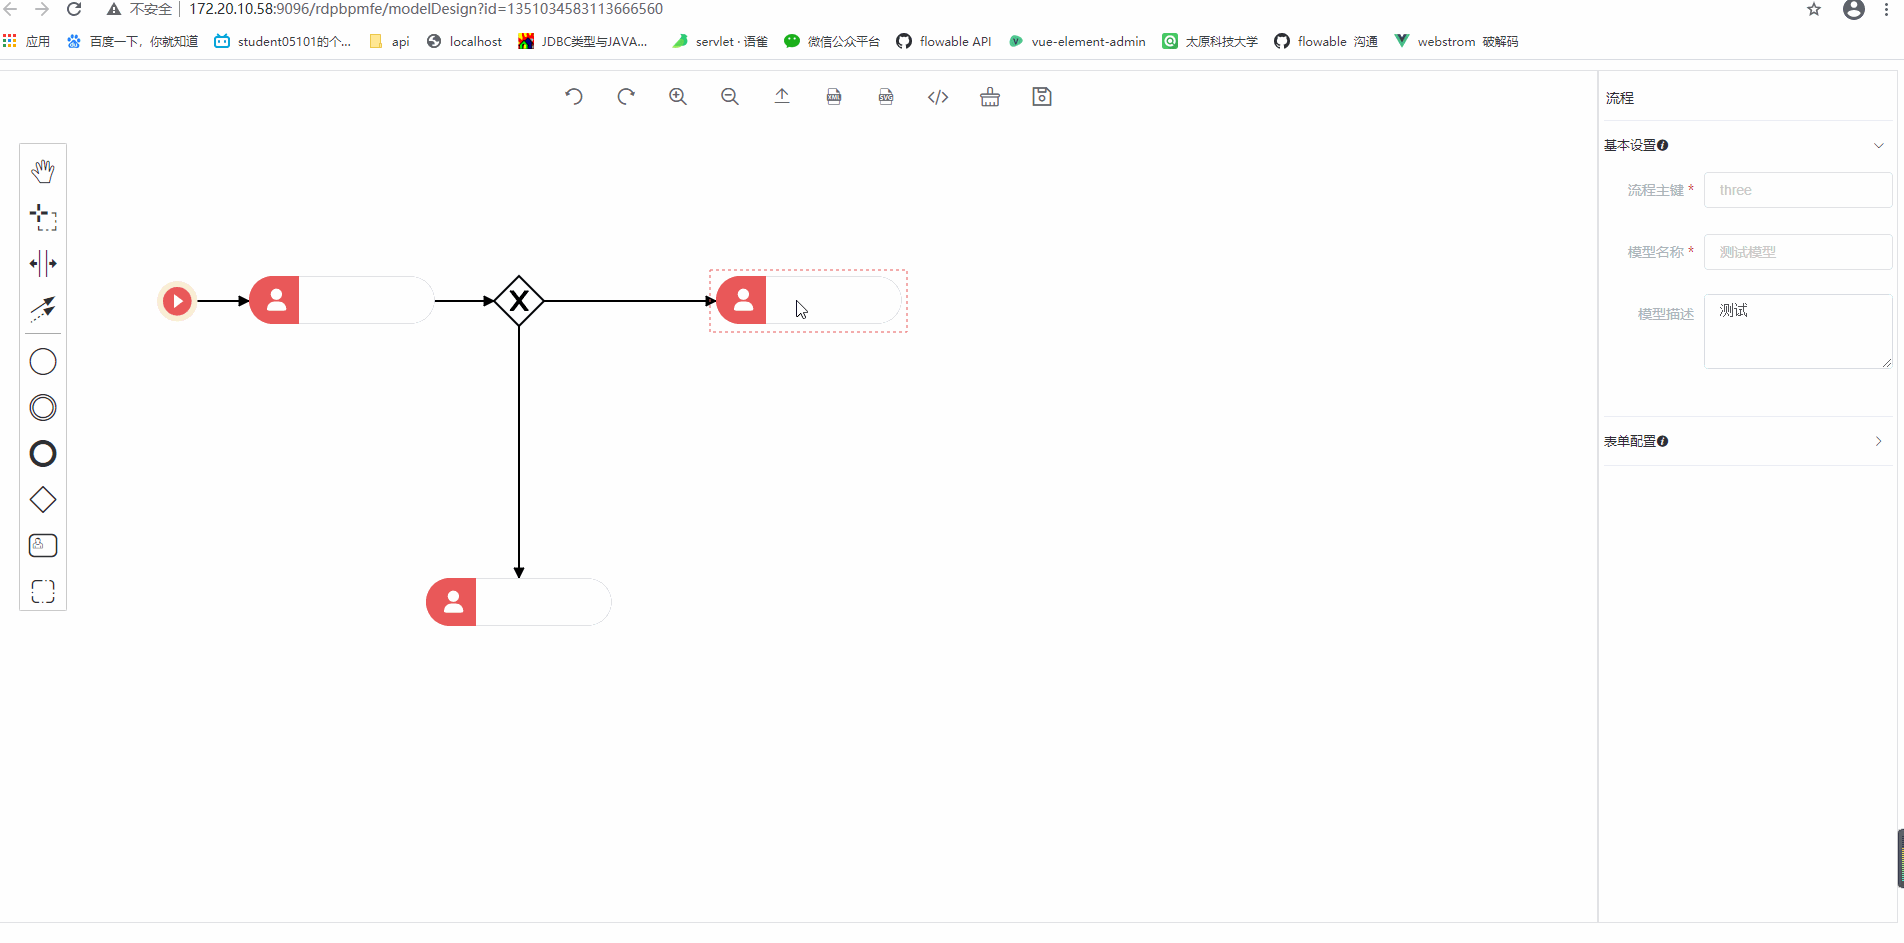 不安全 172.20.10.58:9096/rdpbpmfe/modelDesign?id=1351034583113666560
应用 百度一下，你就知道 student05101的个... api localhost JDBC类型与JAVA... servlet · 语雀 微信公众平台 flowable API vue-element-admin 太原科技大学 flowable 沟通 webstrom 破解码
XML SVG
流程
基本设置
流程主键 * three
模型名称 * 测试模型
模型描述 测试
表单配置